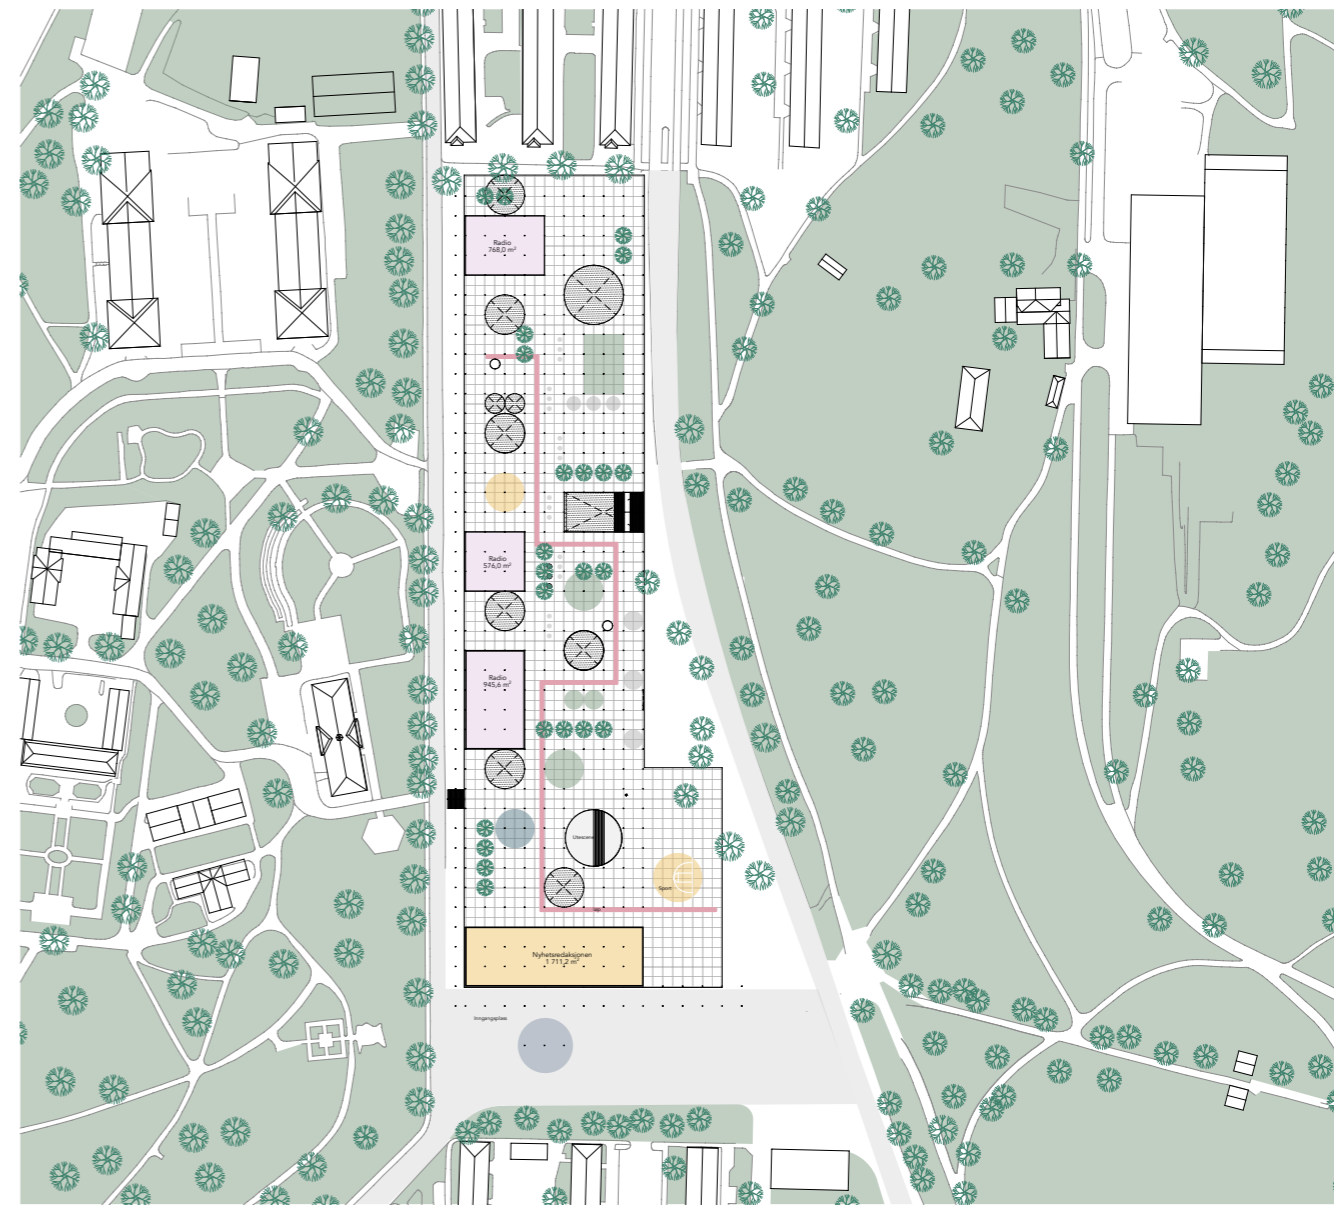 Radio
768,0 m²
Radio
576,0 m²
Radio
945,6 m²
Utescene
Sport
Nyhetsredaksjonen
1 711,2 m²
Inngangsplass